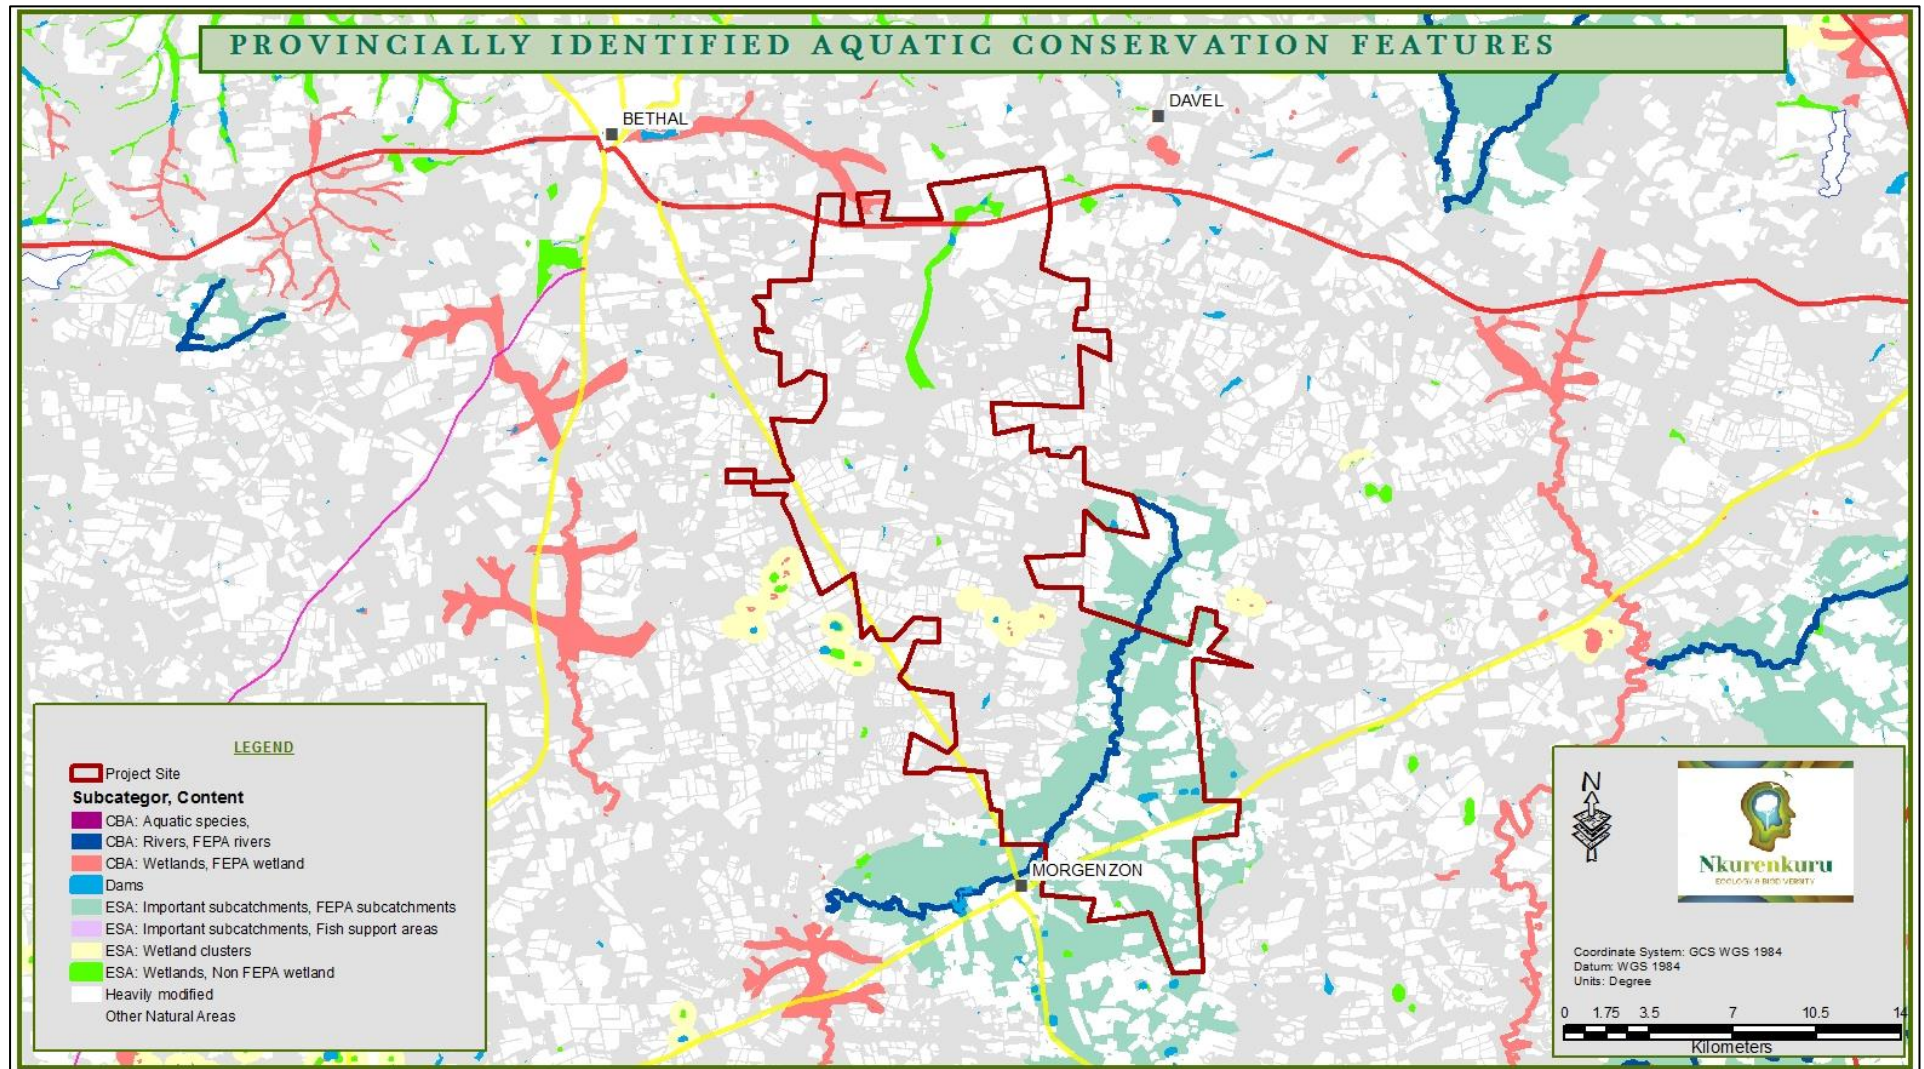 PROVINCIALLY IDENTIFIED AQUATIC CONSERVATION FEATURES
BETHAL
DAVEL
MORGENZON
LEGEND
Project Site
Subcategor, Content
CBA: Aquatic species,
CBA: Rivers, FEPA rivers
CBA: Wetlands, FEPA wetland
Dams
ESA: Important subcatchments, FEPA subcatchments
ESA: Important subcatchments, Fish support areas
ESA: Wetland clusters
ESA: Wetlands, Non FEPA wetland
Heavily modified
Other Natural Areas
N
Nkurenkuru
ECOLOGY & BIODIVERSITY
Coordinate System: GCS WGS 1984
Datum: WGS 1984
Units: Degree
0 1.75 3.5 7 10.5 14
Kilometers